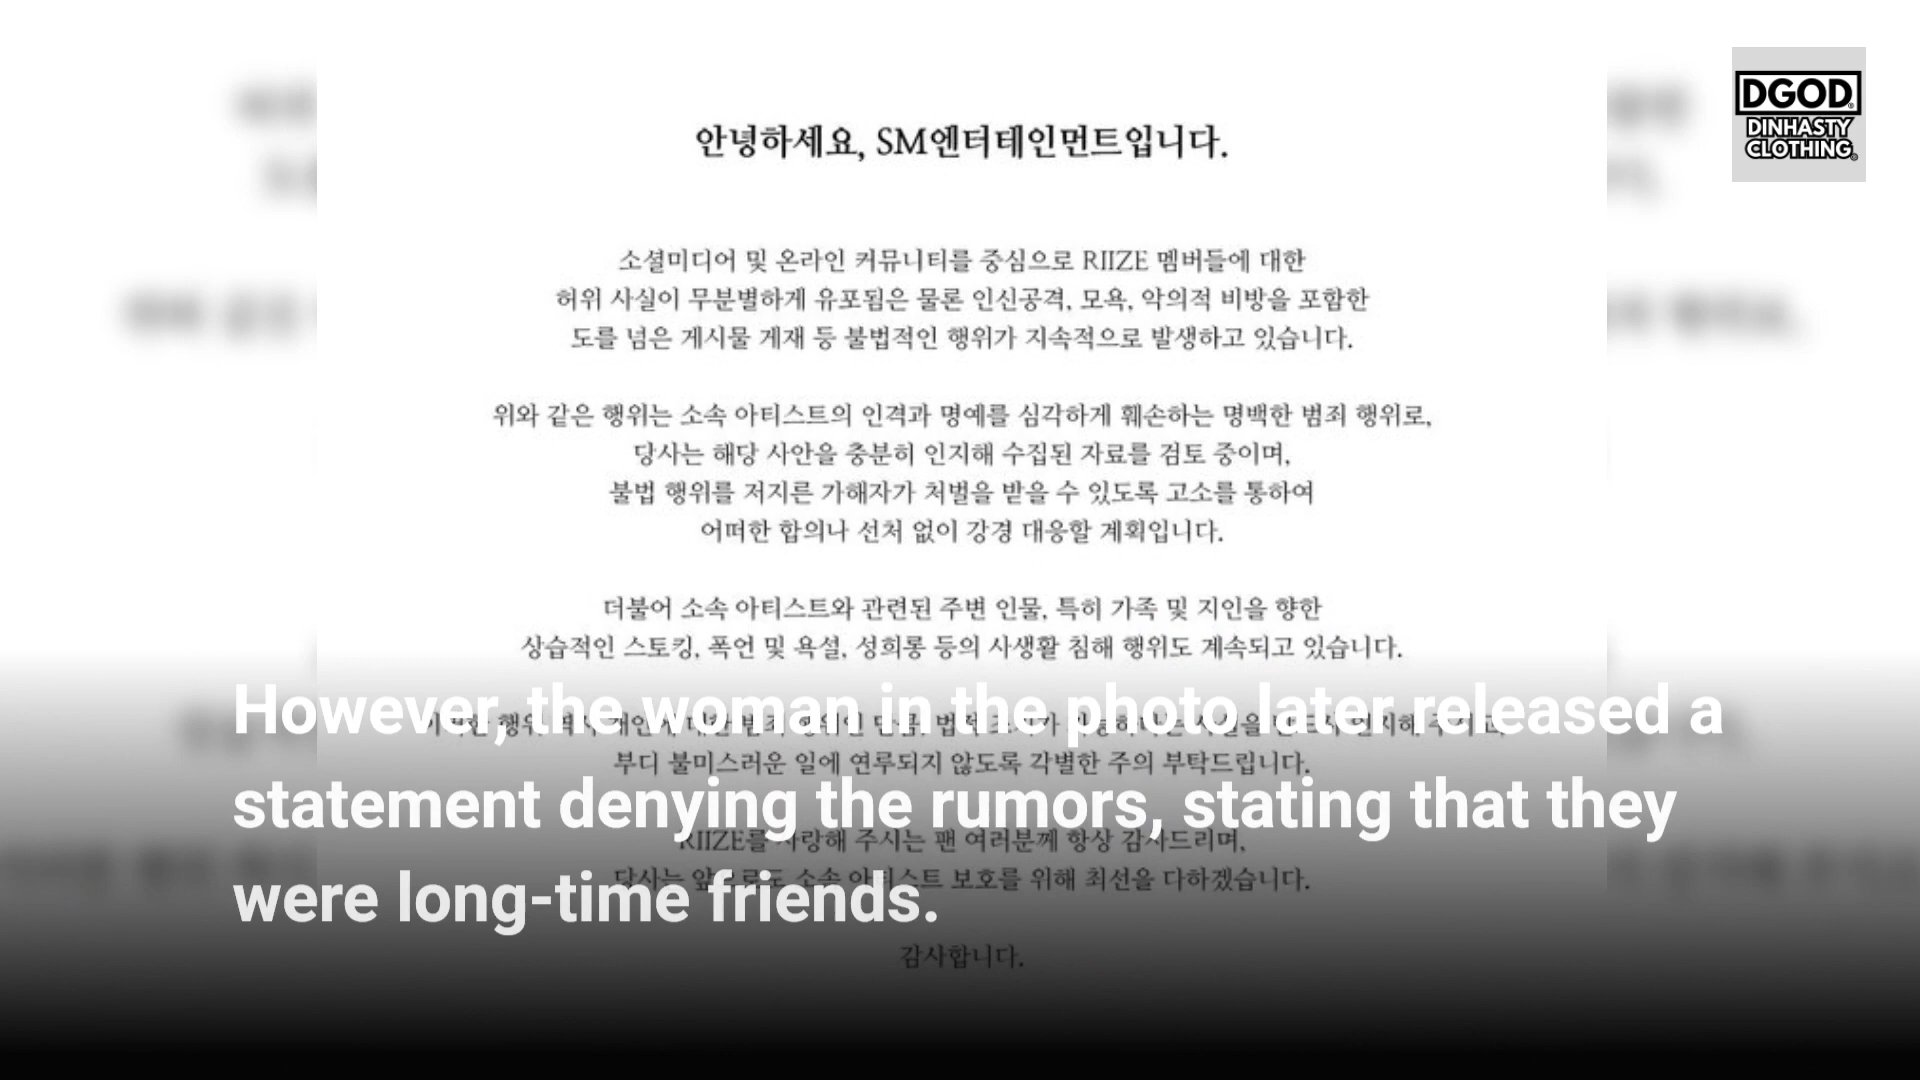 DGOD
DINHASTY
CLOTHING
안녕하세요, SM엔터테인먼트입니다.
소셜미디어 및 온라인 커뮤니티를 중심으로 RIIZE 멤버들에 대한
허위 사실이 무분별하게 유포됨은 물론 인신공격, 모욕, 악의적 비방을 포함한
도를 넘은 게시물 게재 등 불법적인 행위가 지속적으로 발생하고 있습니다.
위와 같은 행위는 소속 아티스트의 인격과 명예를 심각하게 훼손하는 명백한 범죄 행위로,
당사는 해당 사안을 충분히 인지해 수집된 자료를 검토 중이며,
불법 행위를 저지른 가해자가 처벌을 받을 수 있도록 고소를 통하여
어떠한 합의나 선처 없이 강경 대응할 계획입니다.
더불어 소속 아티스트와 관련된 주변 인물, 특히 가족 및 지인을 향한
상습적인 스토킹, 폭언 및 욕설, 성희롱 등의 사생활 침해 행위도 계속되고 있습니다.
행위 범죄 법적 인지해
부디 불미스러운 일에 연루되지 않도록 각별한 주의 부탁드립니다.
RIIZE를 사랑해 주시는 팬 여러분께 항상 감사드리며,
당사는 앞으로도 소속 아티스트 보호를 위해 최선을 다하겠습니다.
감사합니다.
However, the woman in the photo later released a
statement denying the rumors, stating that they
were long-time friends.